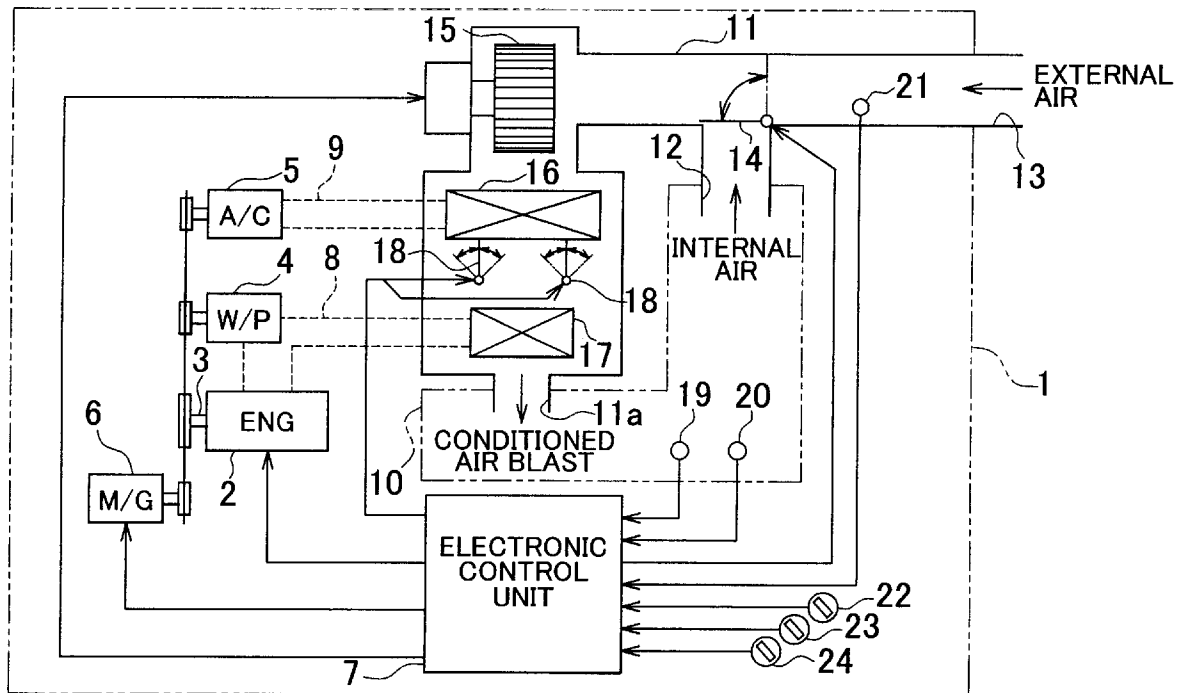 15
11
EXTERNAL
AIR
21
13
14
12
5
9
16
A/C
INTERNAL
AIR
18
18
4
8
W/P
17
3
1
6
ENG
11a
19
20
CONDITIONED
AIR BLAST
10
2
M/G
ELECTRONIC
CONTROL
UNIT
22
23
24
7